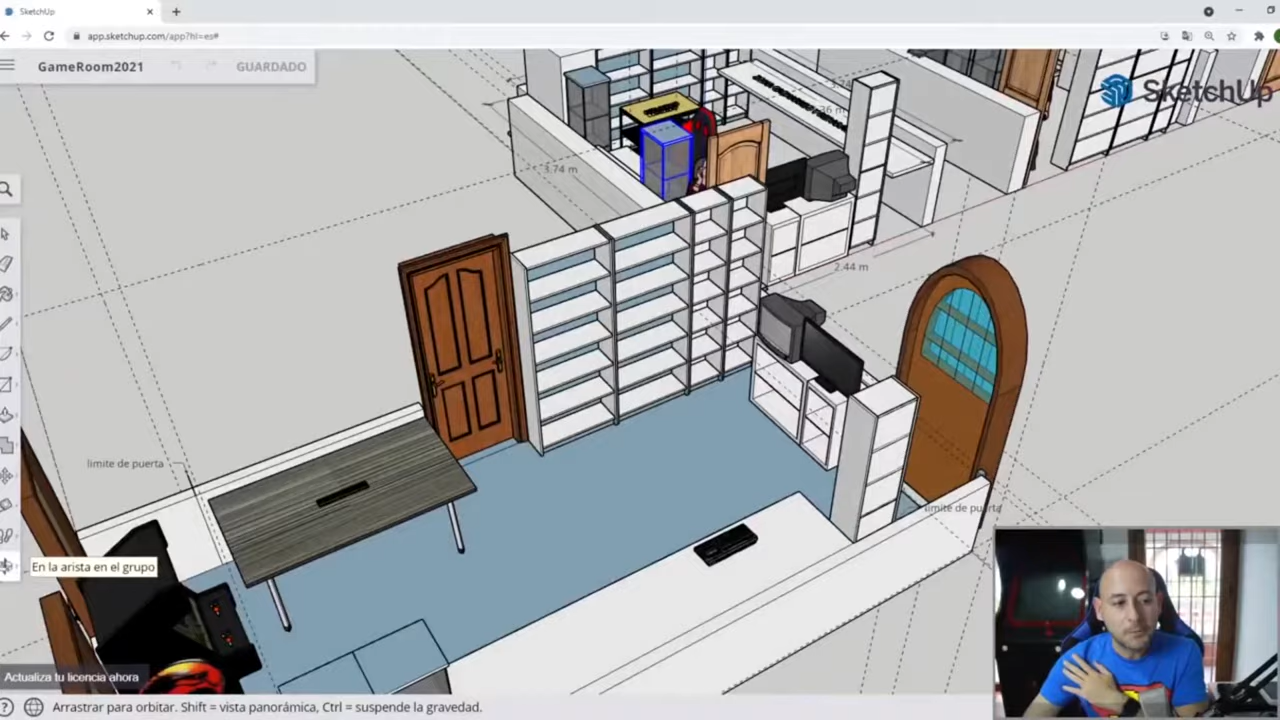 SketchUp
app.sketchup.com/app?hl=es#
GameRoom2021
GUARDADO
SketchUp
3.74 m
2.44 m
limite de puerta
limite de puerta
En la arista en el grupo
Actualiza tu licencia ahora
Arrastrar para orbitar. Shift = vista panorámica, Ctrl = suspende la gravedad.